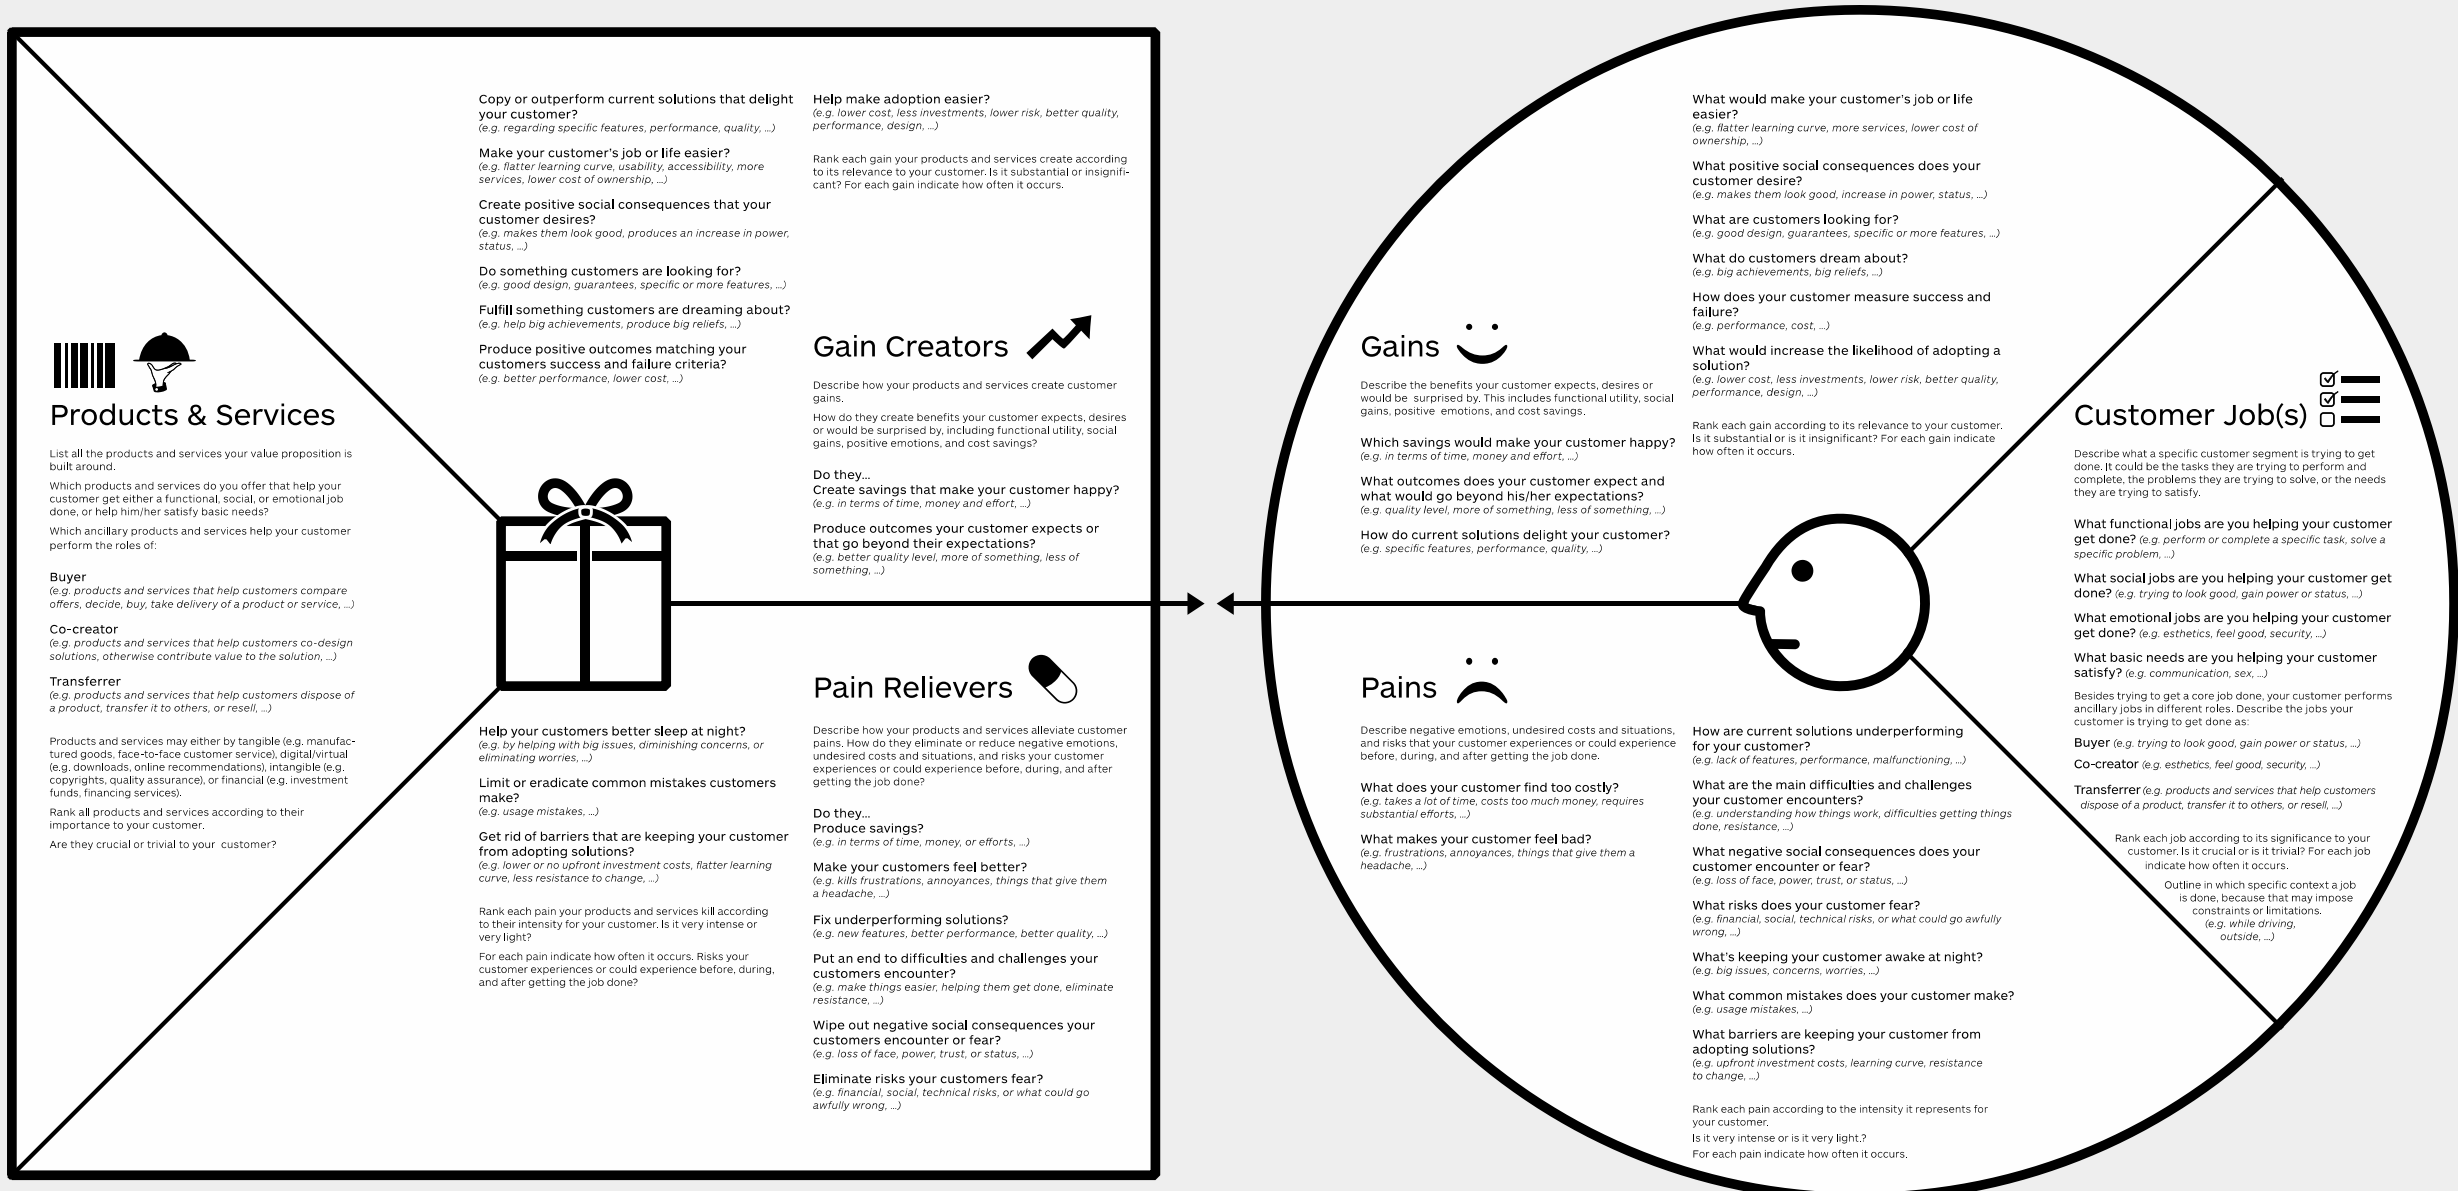 Products & Services
List all the products and services your value proposition is
built around.
Which products and services do you offer that help your
customer get either a functional, social, or emotional job
done, or help him/her satisfy basic needs?
Which ancillary products and services help your customer
perform the roles of:
Buyer
(e.g. products and services that help customers compare
offers, decide, buy, take delivery of a product or service, …)
Co-creator
(e.g. products and services that help customers co-design
solutions, otherwise contribute value to the solution, …)
Transferrer
(e.g. products and services that help customers dispose of
a product, transfer it to others, or resell, …)
Products and services may either by tangible (e.g. manufac-
tured goods, face-to-face customer service), digital/virtual
(e.g. downloads, online recommendations), intangible (e.g.
copyrights, quality assurance), or financial (e.g. investment
funds, financing services).
Rank all products and services according to their
importance to your customer.
Are they crucial or trivial to your customer?
Gain Creators
Describe how your products and services create customer
gains.
How do they create benefits your customer expects, desires
or would be surprised by, including functional utility, social
gains, positive emotions, and cost savings?
Do they…
Create savings that make your customer happy?
(e.g. in terms of time, money and effort, …)
Produce outcomes your customer expects or
that go beyond their expectations?
(e.g. better quality level, more of something, less of
something, …)
Copy or outperform current solutions that delight
your customer?
(e.g. regarding specific features, performance, quality, …)
Make your customer's job or life easier?
(e.g. flatter learning curve, usability, accessibility, more
services, lower cost of ownership, …)
Create positive social consequences that your
customer desires?
(e.g. makes them look good, produces an increase in power,
status, …)
Do something customers are looking for?
(e.g. good design, guarantees, specific or more features, …)
Fulfill something customers are dreaming about?
(e.g. help big achievements, produce big reliefs, …)
Produce positive outcomes matching your
customers success and failure criteria?
(e.g. better performance, lower cost, …)
Help make adoption easier?
(e.g. lower cost, less investments, lower risk, better quality,
performance, design, …)
Rank each gain your products and services create according
to its relevance to your customer. Is it substantial or insignifi-
cant? For each gain indicate how often it occurs.
Pain Relievers
Describe how your products and services alleviate customer
pains. How do they eliminate or reduce negative emotions,
undesired costs and situations, and risks your customer
experiences or could experience before, during, and after
getting the job done?
Do they…
Produce savings?
(e.g. in terms of time, money, or efforts, …)
Make your customers feel better?
(e.g. kills frustrations, annoyances, things that give them
a headache, …)
Fix underperforming solutions?
(e.g. new features, better performance, better quality, …)
Put an end to difficulties and challenges your
customers encounter?
(e.g. make things easier, helping them get done, eliminate
resistance, …)
Wipe out negative social consequences your
customers encounter or fear?
(e.g. loss of face, power, trust, or status, …)
Eliminate risks your customers fear?
(e.g. financial, social, technical risks, or what could go
awfully wrong, …)
Help your customers better sleep at night?
(e.g. by helping with big issues, diminishing concerns, or
eliminating worries, …)
Limit or eradicate common mistakes customers
make?
(e.g. usage mistakes, …)
Get rid of barriers that are keeping your customer
from adopting solutions?
(e.g. lower or no upfront investment costs, flatter learning
curve, less resistance to change, …)
Rank each pain your products and services kill according
to their intensity for your customer. Is it very intense or
very light?
For each pain indicate how often it occurs. Risks your
customer experiences or could experience before, during,
and after getting the job done?
Gains
Describe the benefits your customer expects, desires or
would be surprised by. This includes functional utility, social
gains, positive emotions, and cost savings.
Which savings would make your customer happy?
(e.g. in terms of time, money and effort, …)
What outcomes does your customer expect and
what would go beyond his/her expectations?
(e.g. quality level, more of something, less of something, …)
How do current solutions delight your customer?
(e.g. specific features, performance, quality, …)
What would make your customer's job or life
easier?
(e.g. flatter learning curve, more services, lower cost of
ownership, …)
What positive social consequences does your
customer desire?
(e.g. makes them look good, increase in power, status, …)
What are customers looking for?
(e.g. good design, guarantees, specific or more features, …)
What do customers dream about?
(e.g. big achievements, big reliefs, …)
How does your customer measure success and
failure?
(e.g. performance, cost, …)
What would increase the likelihood of adopting a
solution?
(e.g. lower cost, less investments, lower risk, better quality,
performance, design, …)
Rank each gain according to its relevance to your customer.
Is it substantial or is it insignificant? For each gain indicate
how often it occurs.
Pains
Describe negative emotions, undesired costs and situations,
and risks that your customer experiences or could experience
before, during, and after getting the job done.
What does your customer find too costly?
(e.g. takes a lot of time, costs too much money, requires
substantial efforts, …)
What makes your customer feel bad?
(e.g. frustrations, annoyances, things that give them a
headache, …)
How are current solutions underperforming
for your customer?
(e.g. lack of features, performance, malfunctioning, …)
What are the main difficulties and challenges
your customer encounters?
(e.g. understanding how things work, difficulties getting things
done, resistance, …)
What negative social consequences does your
customer encounter or fear?
(e.g. loss of face, power, trust, or status, …)
What risks does your customer fear?
(e.g. financial, social, technical risks, or what could go awfully
wrong, …)
What's keeping your customer awake at night?
(e.g. big issues, concerns, worries, …)
What common mistakes does your customer make?
(e.g. usage mistakes, …)
What barriers are keeping your customer from
adopting solutions?
(e.g. upfront investment costs, learning curve, resistance
to change, …)
Rank each pain according to the intensity it represents for
your customer.
Is it very intense or is it very light.?
For each pain indicate how often it occurs.
Customer Job(s)
Describe what a specific customer segment is trying to get
done. It could be the tasks they are trying to perform and
complete, the problems they are trying to solve, or the needs
they are trying to satisfy.
What functional jobs are you helping your customer
get done? (e.g. perform or complete a specific task, solve a
specific problem, …)
What social jobs are you helping your customer get
done? (e.g. trying to look good, gain power or status, …)
What emotional jobs are you helping your customer
get done? (e.g. esthetics, feel good, security, …)
What basic needs are you helping your customer
satisfy? (e.g. communication, sex, …)
Besides trying to get a core job done, your customer performs
ancillary jobs in different roles. Describe the jobs your
customer is trying to get done as:
Buyer (e.g. trying to look good, gain power or status, …)
Co-creator (e.g. esthetics, feel good, security, …)
Transferrer (e.g. products and services that help customers
dispose of a product, transfer it to others, or resell, …)
Rank each job according to its significance to your
customer. Is it crucial or is it trivial? For each job
indicate how often it occurs.
Outline in which specific context a job
is done, because that may impose
constraints or limitations.
(e.g. while driving,
outside, …)